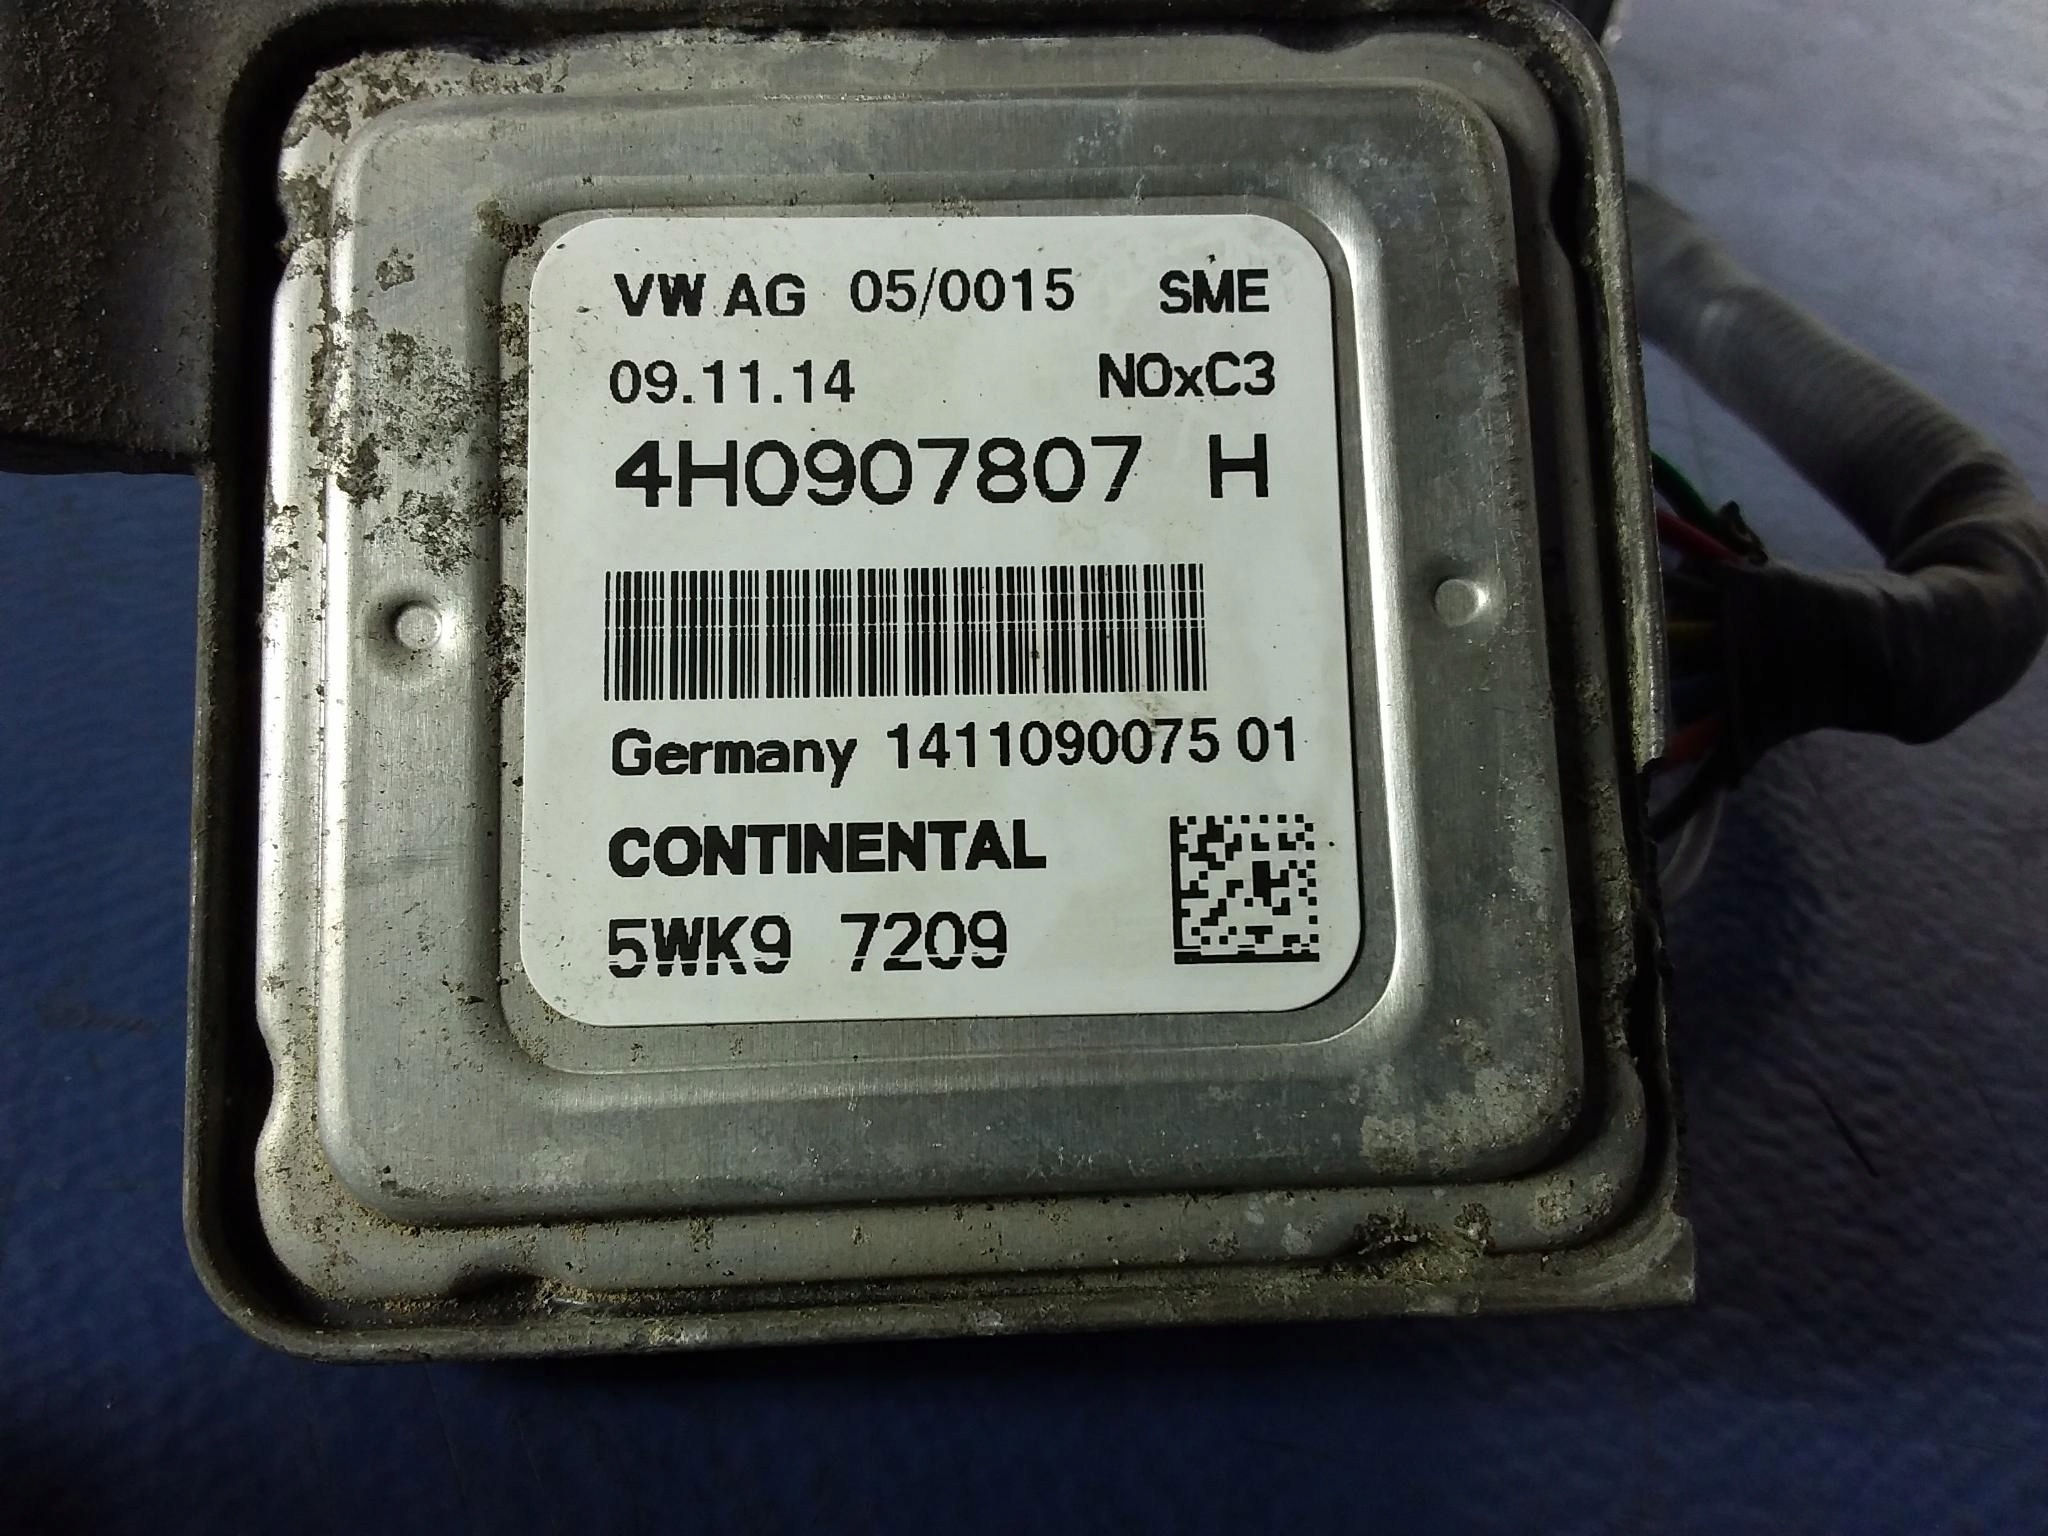 VW AG 05/0015 SME
09.11.14 NOxC3
4H0907807 H
Germany 1411090075 01
CONTINENTAL
5WK9 7209